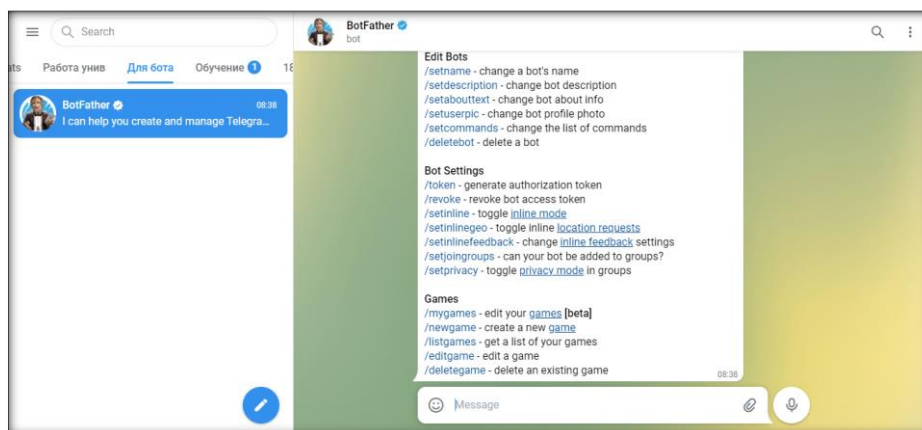 Search
ats Работа унив Для бота Обучение 1 18
BotFather 08:38
I can help you create and manage Telegra...
BotFather
bot
Edit Bots
/setname - change a bot's name
/setdescription - change bot description
/setabouttext - change bot about info
/setuserpic - change bot profile photo
/setcommands - change the list of commands
/deletebot - delete a bot
Bot Settings
/token - generate authorization token
/revoke - revoke bot access token
/setinline - toggle inline mode
/setinlinegeo - toggle inline location requests
/setinlinefeedback - change inline feedback settings
/setjoingroups - can your bot be added to groups?
/setprivacy - toggle privacy mode in groups
Games
/mygames - edit your games [beta]
/newgame - create a new game
/listgames - get a list of your games
/editgame - edit a game
/deletegame - delete an existing game
08:38
Message